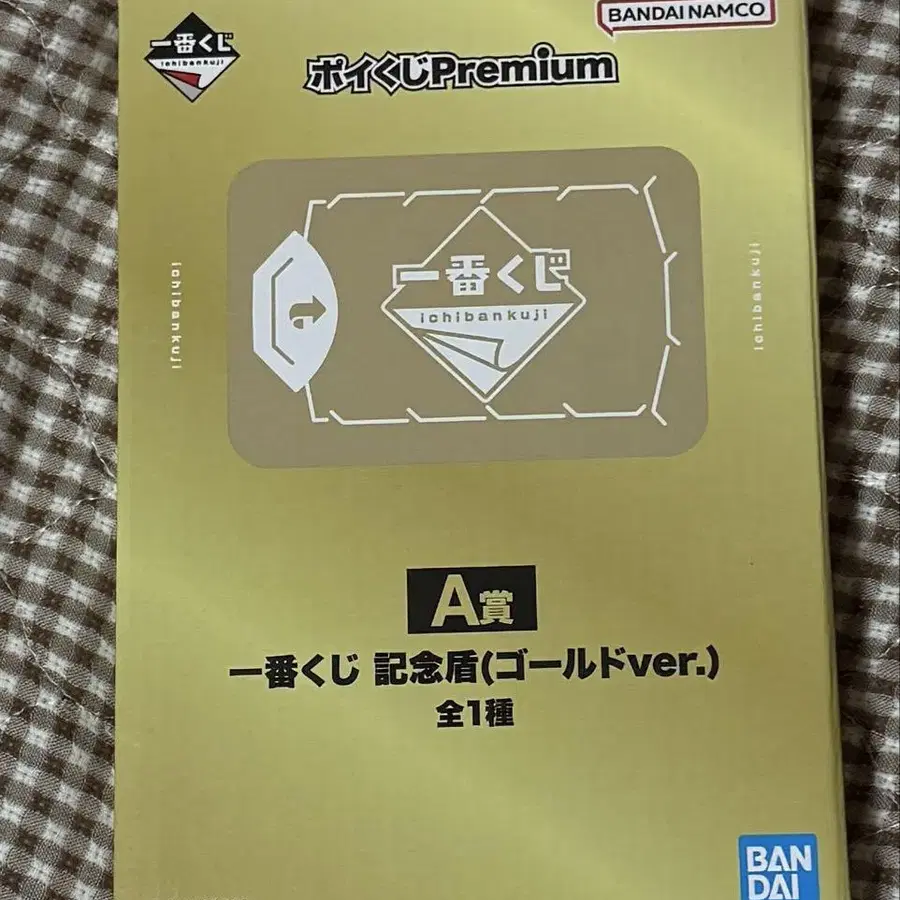 一番くじ
ichibankuji
BANDAI NAMCO
ポイくじPremium
ichibankuji
一番くじ
ichibankuji
ichibankuji
A賞
一番くじ 記念盾(ゴールドver.)
全1種
BAN
DAI